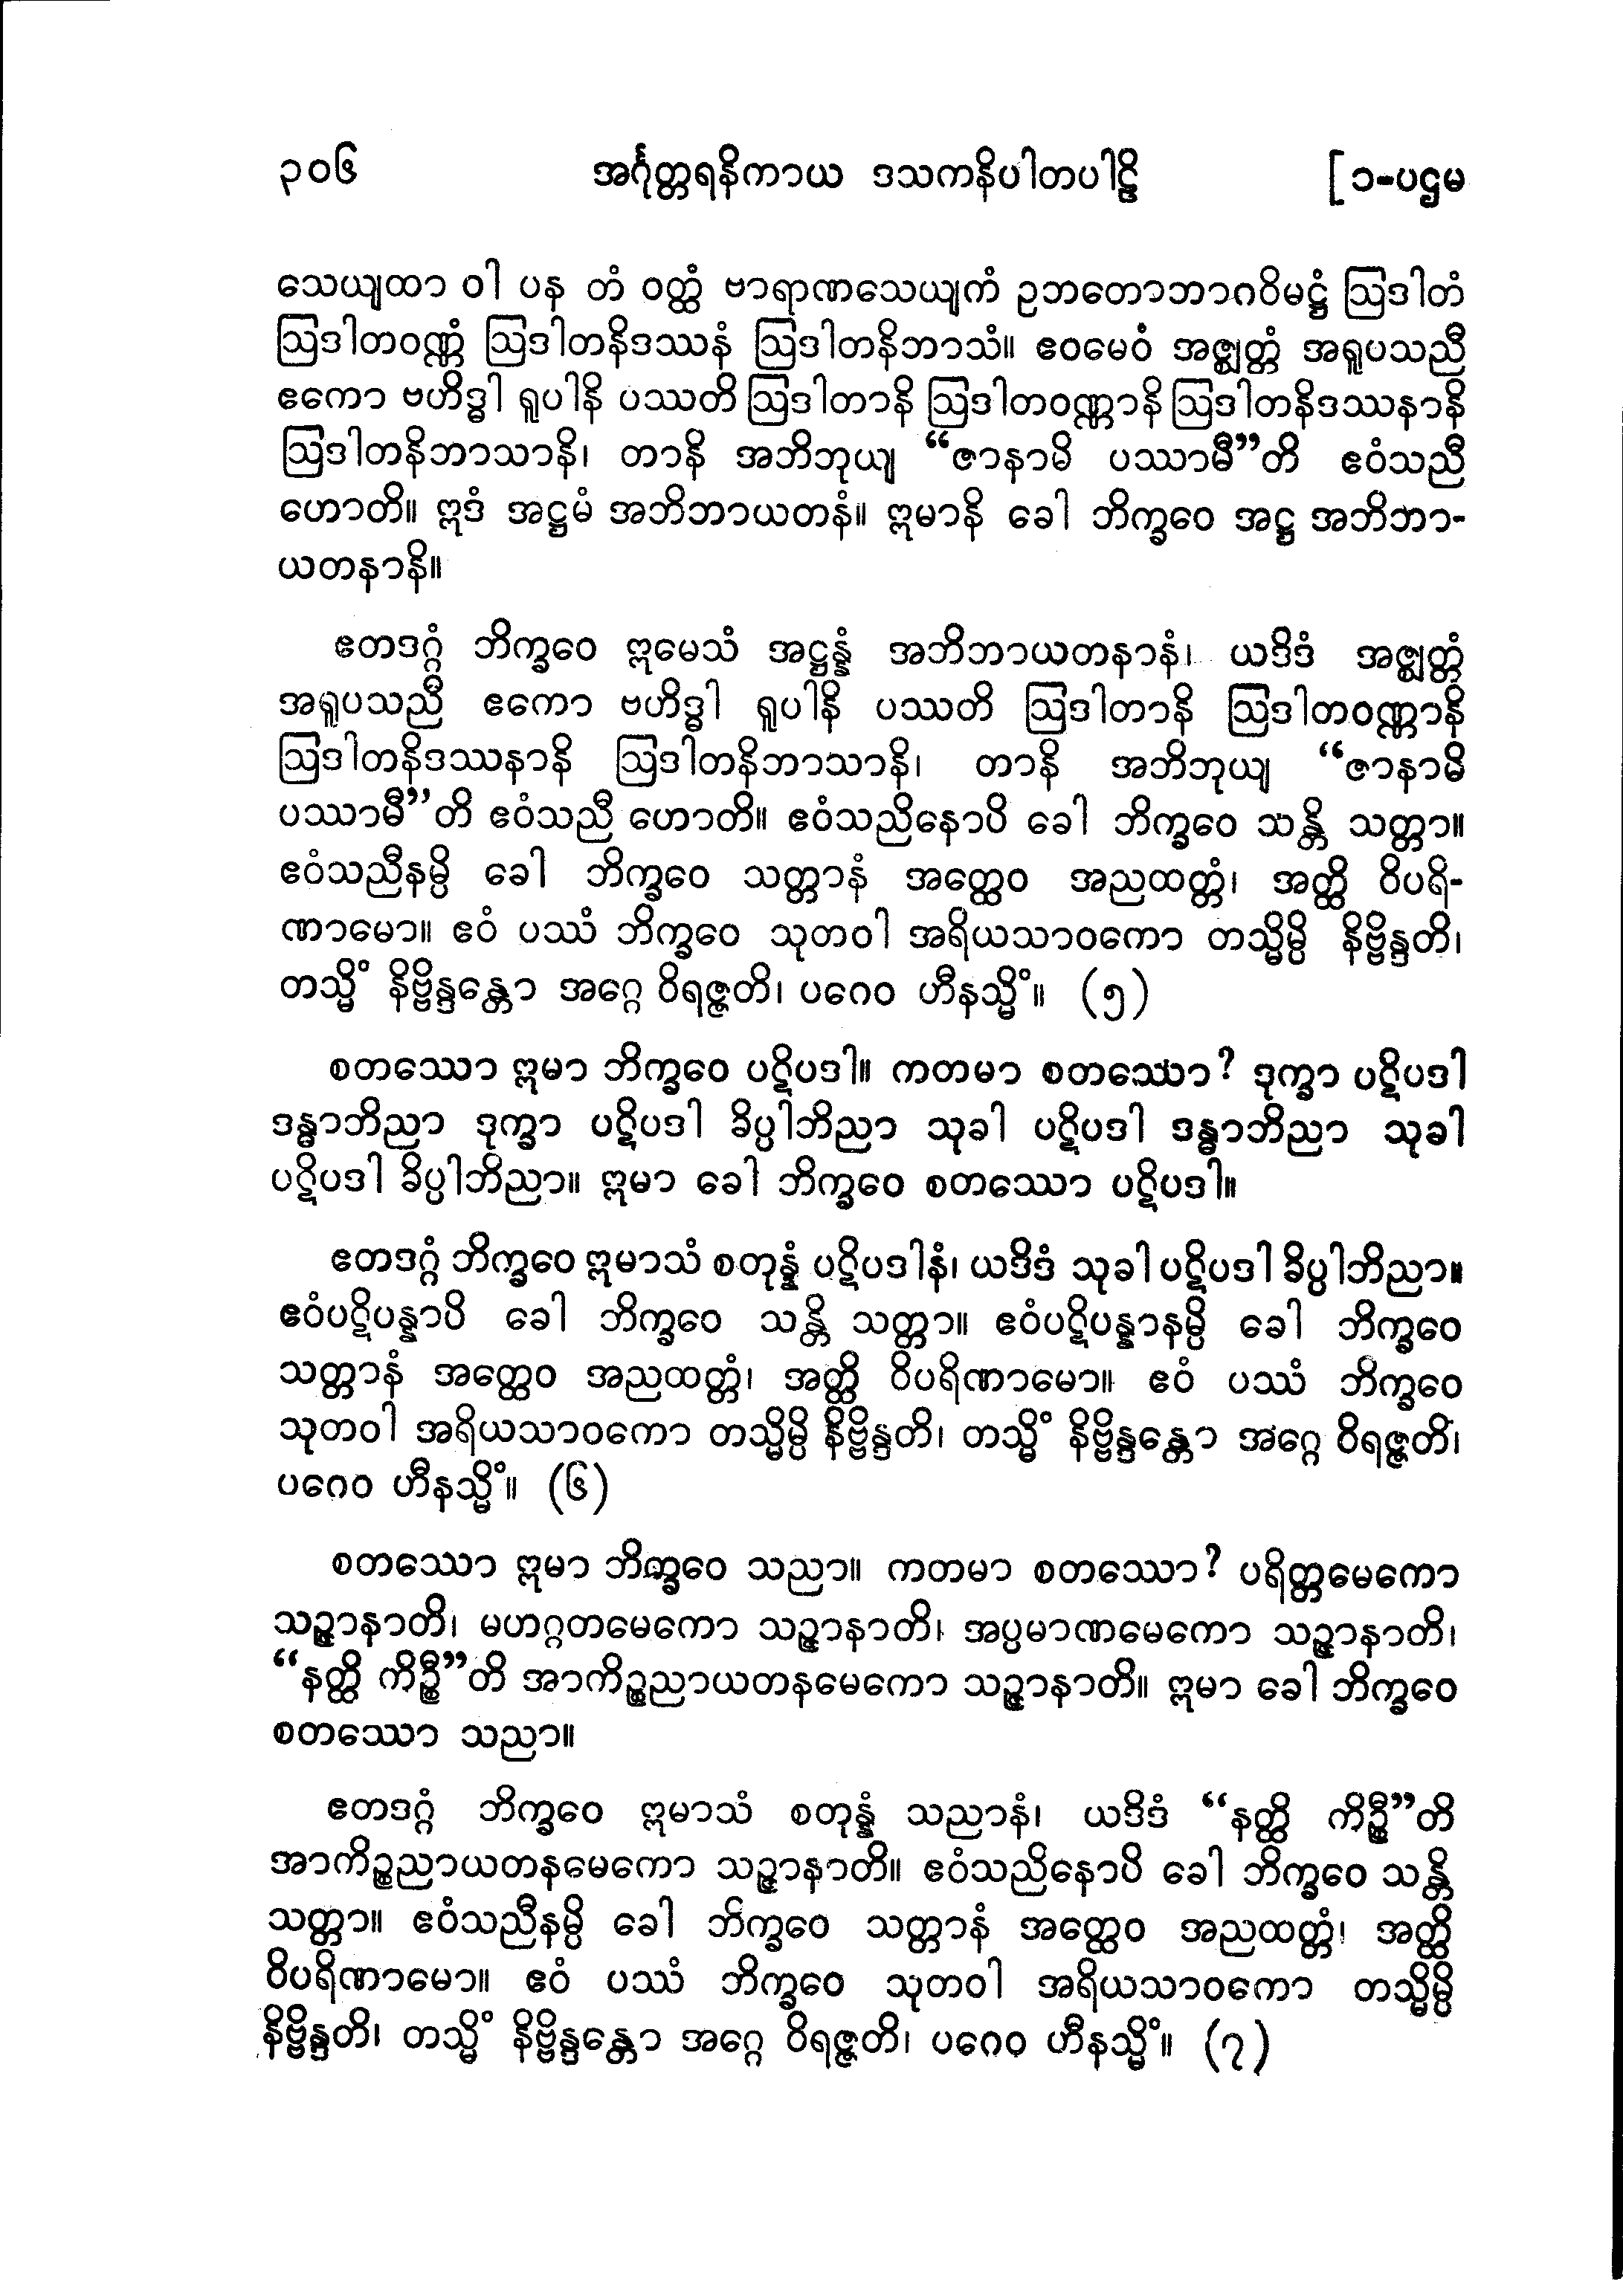 ၃၀၆ အင်္ဂုတ္တရနိကာယ ဒသကနိပါတပါဠိ [ ၁-ပဌမ
သေယျထာ ဝါ ပန တံ ဝတ္ထံ ဗာရာဏသေယျကံ ဥဘတောဘာဂဝိမဋ္ဌံ ဩဒါတံ
ဩဒါတဝဏ္ဏံ ဩဒါတနိဒဿနံ ဩဒါတနိဘာသံ။ ဧဝမေဝံ အဇ္ဈတ္တံ အရူပသညီ
ဧကော ဗဟိဒ္ဓါ ရူပါနိ ပဿတိ ဩဒါတာနိ ဩဒါတဝဏ္ဏာနိ ဩဒါတနိဒဿနာနိ
ဩဒါတနိဘာသာနိ၊ တာနိ အဘိဘုယျ “ဇာနာမိ ပဿာမီ”တိ ဧဝံသညီ
ဟောတိ။ ဣဒံ အဋ္ဌမံ အဘိဘာယတနံ။ ဣမာနိ ခေါ ဘိက္ခဝေ အဋ္ဌ အဘိဘာ-
ယတနာနိ။
ဧတဒဂ္ဂံ ဘိက္ခဝေ ဣမေသံ အဋ္ဌန္နံ အဘိဘာယတနာနံ၊ ယဒိဒံ အဇ္ဈတ္တံ
အရူပသညီ ဧကော ဗဟိဒ္ဓါ ရူပါနိ ပဿတိ ဩဒါတာနိ ဩဒါတဝဏ္ဏာနိ
ဩဒါတနိဒဿနာနိ ဩဒါတနိဘာသာနိ၊ တာနိ အဘိဘုယျ “ဇာနာမိ
ပဿာမီ”တိ ဧဝံသညီ ဟောတိ။ ဧဝံသညိနောပိ ခေါ ဘိက္ခဝေ သန္တိ သတ္တာ။
ဧဝံသညီနမ္ပိ ခေါ ဘိက္ခဝေ သတ္တာနံ အတ္ထေဝ အညထတ္တံ၊ အတ္ထိ ဝိပရိ-
ဏာမော။ ဧဝံ ပဿံ ဘိက္ခဝေ သုတဝါ အရိယသာဝကော တသ္မိမ္ပိ နိဗ္ဗိန္ဒတိ၊
တသ္မိံ နိဗ္ဗိန္ဒန္တော အဂ္ဂေ ဝိရဇ္ဇတိ၊ ပဂေဝ ဟီနသ္မိံ။ (၅)
စတဿော ဣမာ ဘိက္ခဝေ ပဋိပဒါ။ ကတမာ စတဿော? ဒုက္ခာ ပဋိပဒါ
ဒန္ဓာဘိညာ ဒုက္ခာ ပဋိပဒါ ခိပ္ပါဘိညာ သုခါ ပဋိပဒါ ဒန္ဓာဘိညာ သုခါ
ပဋိပဒါ ခိပ္ပါဘိညာ။ ဣမာ ခေါ ဘိက္ခဝေ စတဿော ပဋိပဒါ။
ဧတဒဂ္ဂံ ဘိက္ခဝေ ဣမာသံ စတုန္နံ ပဋိပဒါနံ၊ ယဒိဒံ သုခါ ပဋိပဒါ ခိပ္ပါဘိညာ။
ဧဝံပဋိပန္နာပိ ခေါ ဘိက္ခဝေ သန္တိ သတ္တာ။ ဧဝံပဋိပန္နာနမ္ပိ ခေါ ဘိက္ခဝေ
သတ္တာနံ အတ္ထေဝ အညထတ္တံ၊ အတ္ထိ ဝိပရိဏာမော။ ဧဝံ ပဿံ ဘိက္ခဝေ
သုတဝါ အရိယသာဝကော တသ္မိမ္ပိ နိဗ္ဗိန္ဒတိ၊ တသ္မိံ နိဗ္ဗိန္ဒန္တော အဂ္ဂေ ဝိရဇ္ဇတိ၊
ပဂေဝ ဟီနသ္မိံ။ (၆)
စတဿော ဣမာ ဘိက္ခဝေ သညာ။ ကတမာ စတဿော? ပရိတ္တမေကော
သဉ္ဇာနာတိ၊ မဟဂ္ဂတမေကော သဉ္ဇာနာတိ၊ အပ္ပမာဏမေကော သဉ္ဇာနာတိ၊
“နတ္ထိ ကိဉ္စီ”တိ အာကိဉ္စညာယတနမေကော သဉ္ဇာနာတိ။ ဣမာ ခေါ ဘိက္ခဝေ
စတဿော သညာ။
ဧတဒဂ္ဂံ ဘိက္ခဝေ ဣမာသံ စတုန္နံ သညာနံ၊ ယဒိဒံ “နတ္ထိ ကိဉ္စီ”တိ
အာကိဉ္စညာယတနမေကော သဉ္ဇာနာတိ။ ဧဝံသညိနောပိ ခေါ ဘိက္ခဝေ သန္တိ
သတ္တာ။ ဧဝံသညီနမ္ပိ ခေါ ဘိက္ခဝေ သတ္တာနံ အတ္ထေဝ အညထတ္တံ၊ အတ္ထိ
ဝိပရိဏာမော။ ဧဝံ ပဿံ ဘိက္ခဝေ သုတဝါ အရိယသာဝကော တသ္မိမ္ပိ
နိဗ္ဗိန္ဒတိ၊ တသ္မိံ နိဗ္ဗိန္ဒန္တော အဂ္ဂေ ဝိရဇ္ဇတိ၊ ပဂေဝ ဟီနသ္မိံ။ (၇)